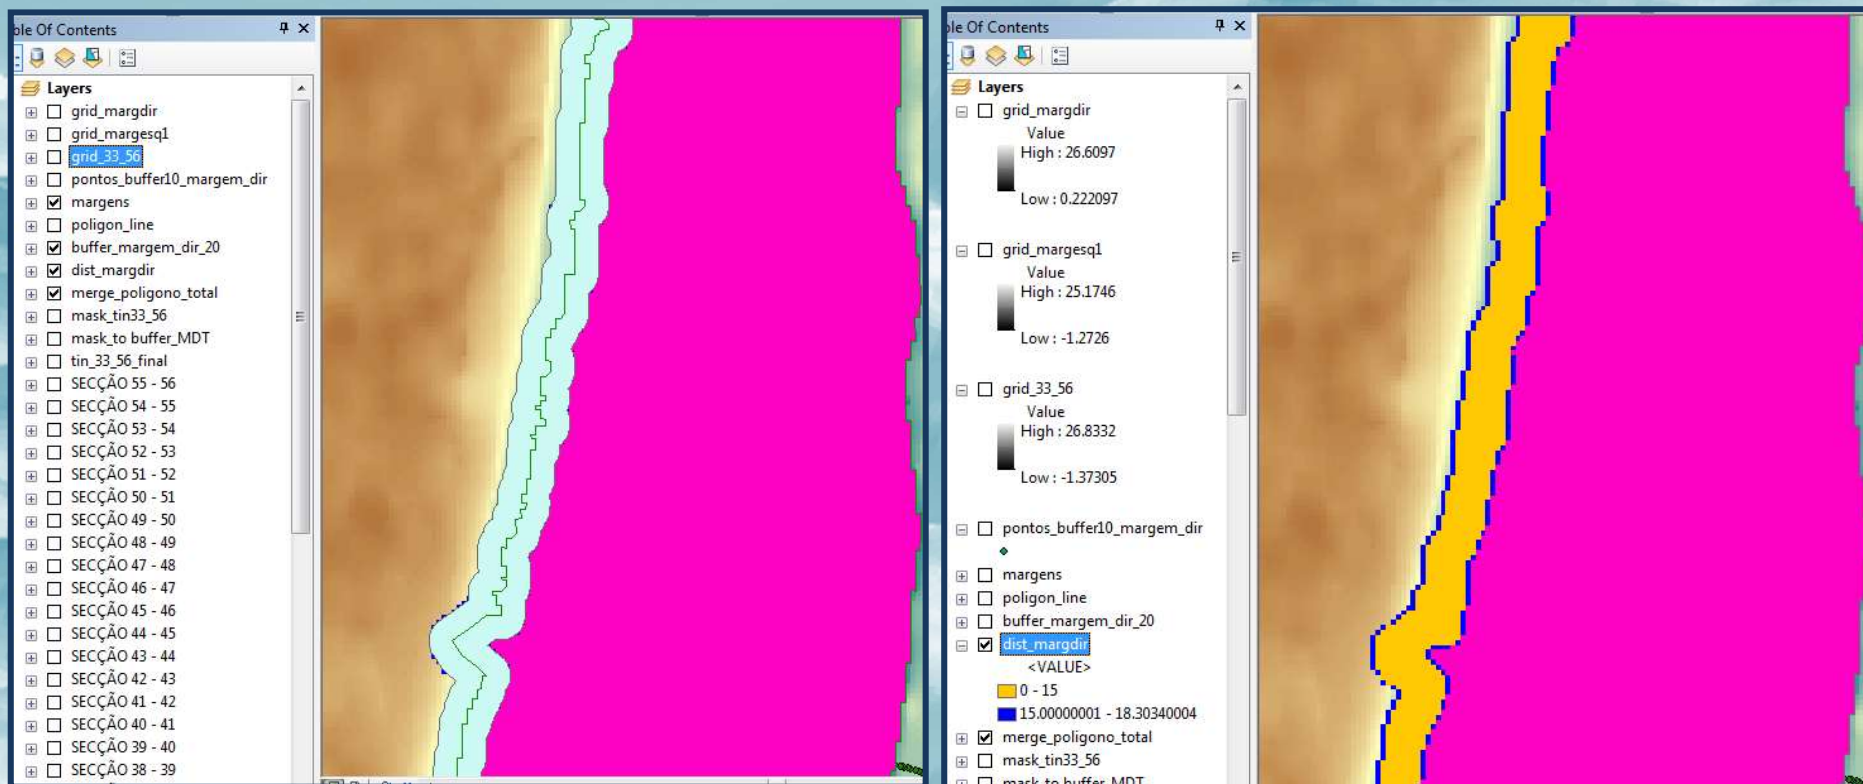 ble Of Contents
Layers
grid_margdir
grid_margesq1
grid_33_56
pontos_buffer10_margem_dir
margens
poligon_line
buffer_margem_dir_20
dist_margdir
merge_poligono_total
mask_tin33_56
mask_to buffer_MDT
tin_33_56_final
SECÇÃO 55 - 56
SECÇÃO 54 - 55
SECÇÃO 53 - 54
SECÇÃO 52 - 53
SECÇÃO 51 - 52
SECÇÃO 50 - 51
SECÇÃO 49 - 50
SECÇÃO 48 - 49
SECÇÃO 47 - 48
SECÇÃO 46 - 47
SECÇÃO 45 - 46
SECÇÃO 44 - 45
SECÇÃO 43 - 44
SECÇÃO 42 - 43
SECÇÃO 41 - 42
SECÇÃO 40 - 41
SECÇÃO 39 - 40
SECÇÃO 38 - 39
ble Of Contents
Layers
grid_margdir
Value
High : 26.6097
Low : 0.222097
grid_margesq1
Value
High : 25.1746
Low : -1.2726
grid_33_56
Value
High : 26.8332
Low : -1.37305
pontos_buffer10_margem_dir
margens
poligon_line
buffer_margem_dir_20
dist_margdir
<VALUE>
0 - 15
15.00000001 - 18.30340004
merge_poligono_total
mask_tin33_56
mask_to buffer_MDT